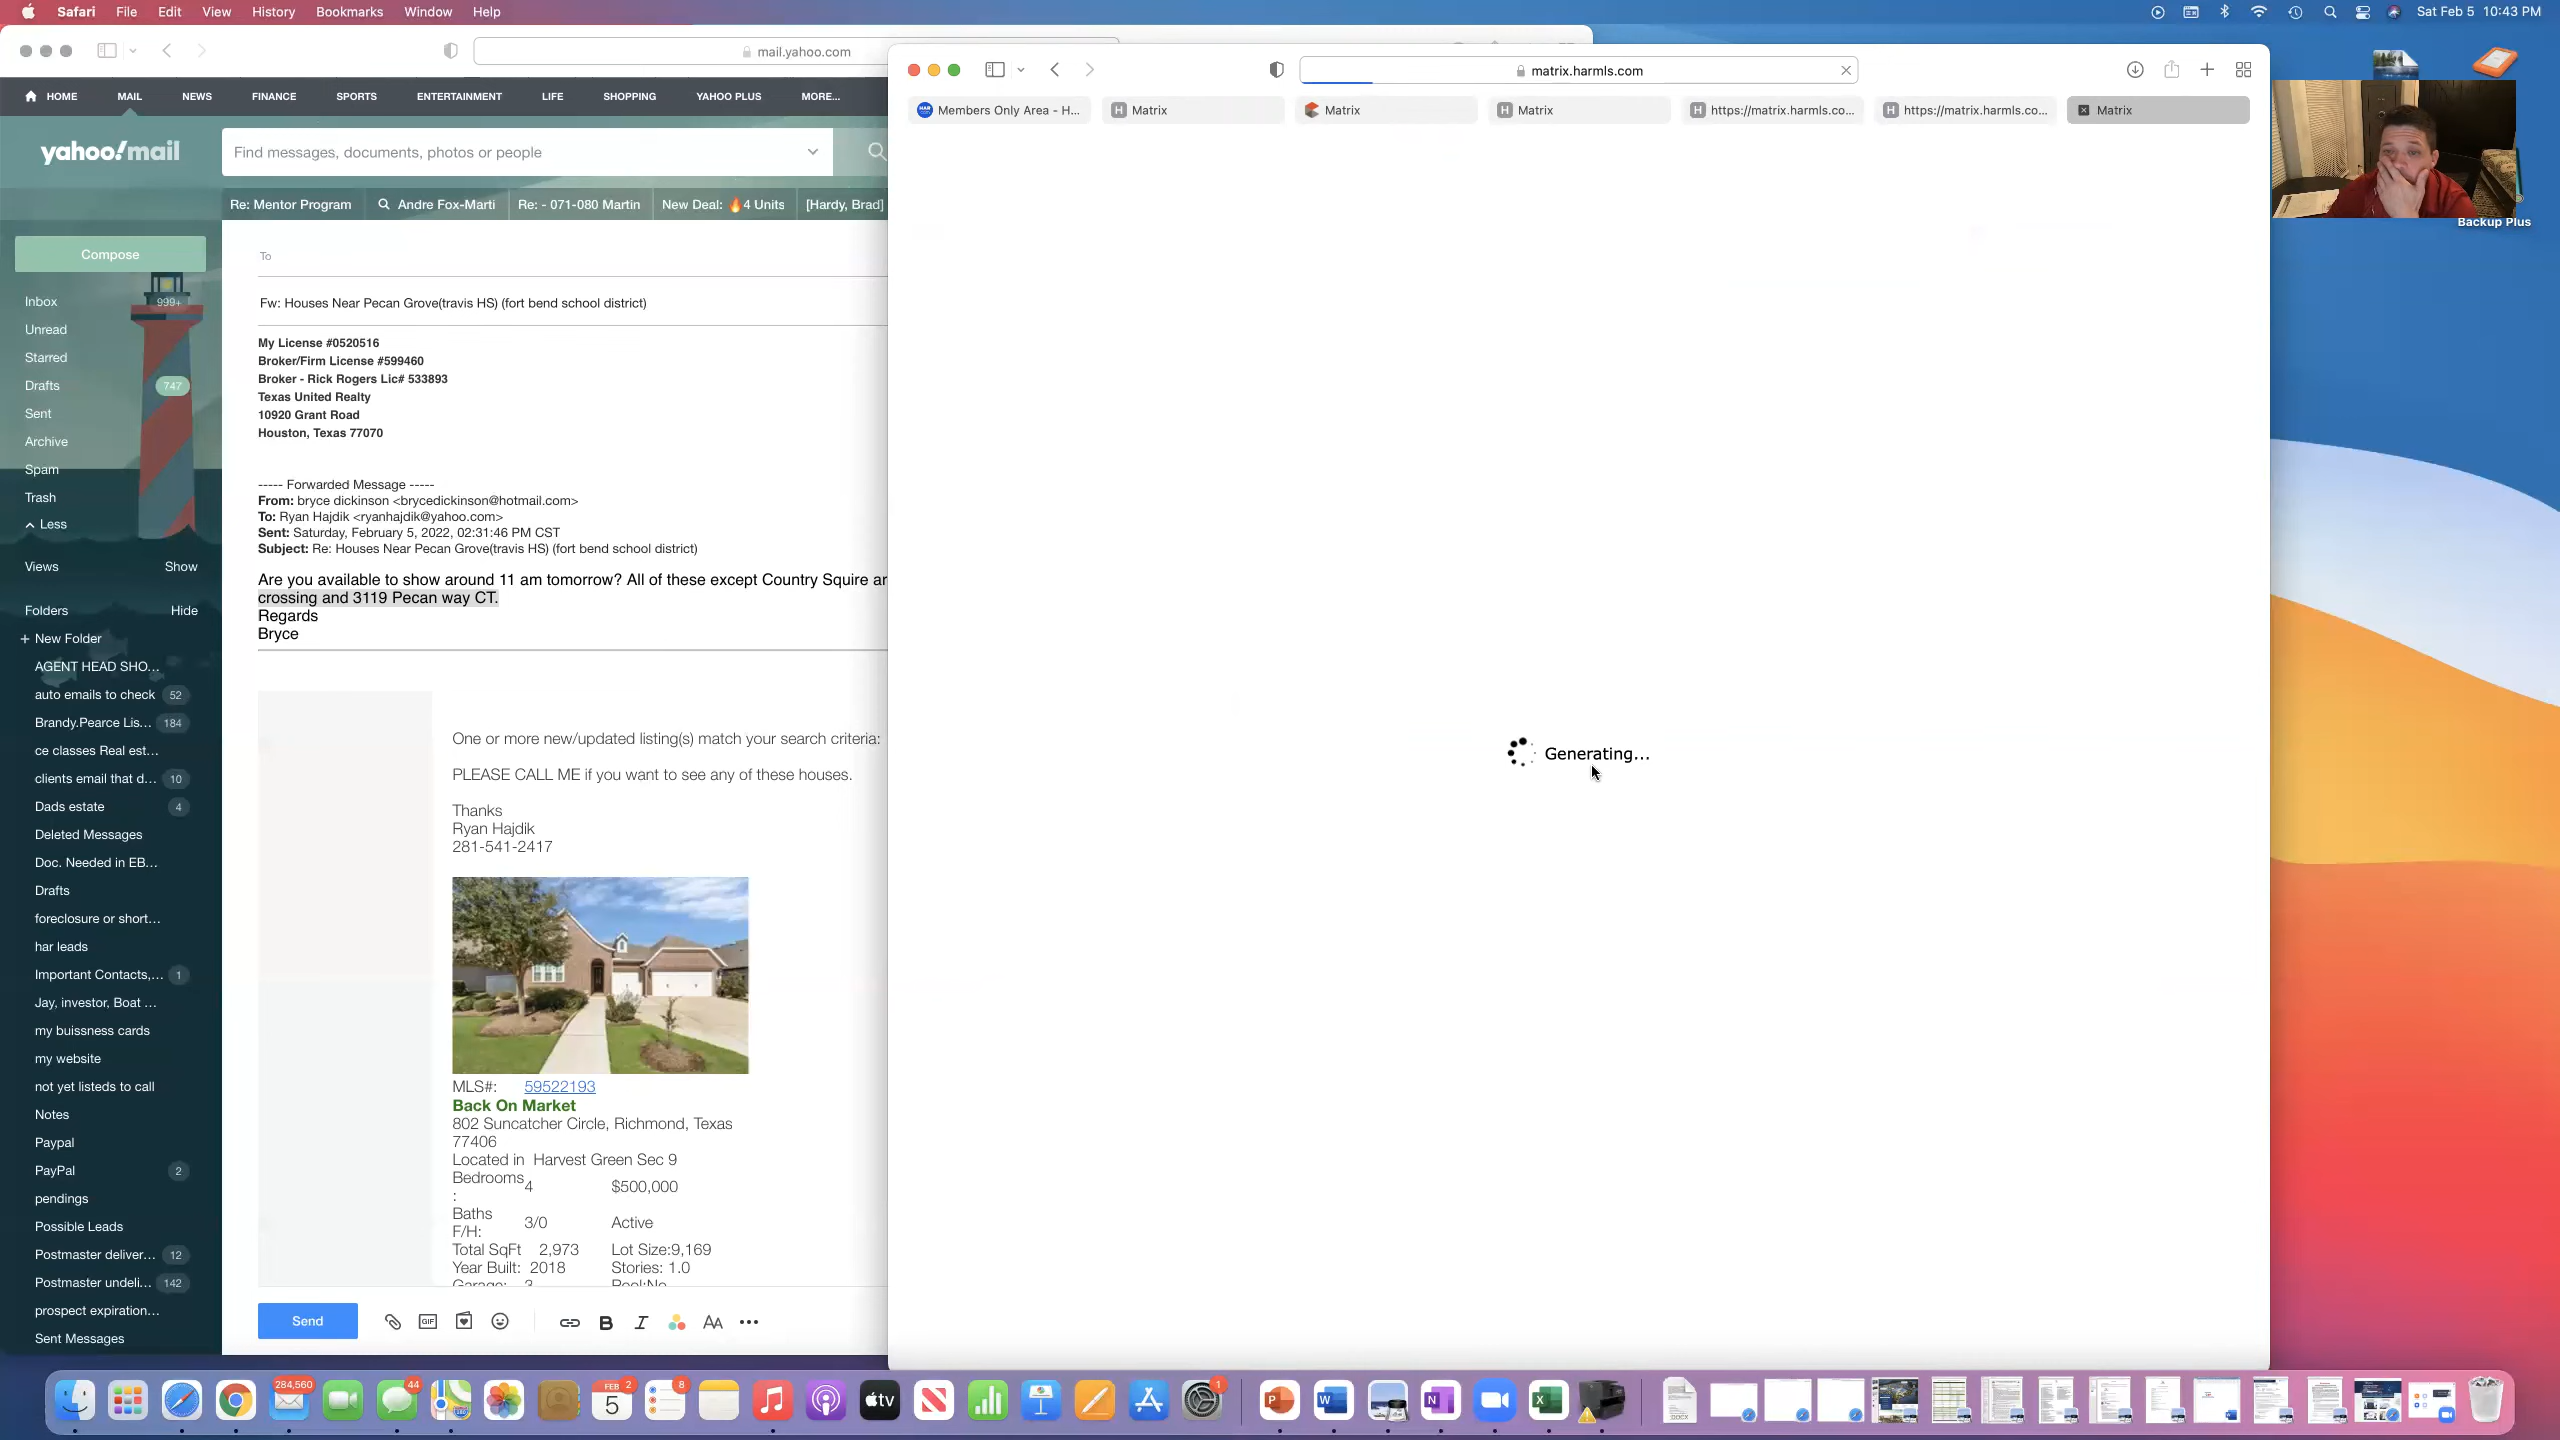 Safari File Edit View History Bookmarks Window Help
Sat Feb 5 10:43 PM
mail.yahoo.com
HOME MAIL NEWS FINANCE SPORTS ENTERTAINMENT LIFE SHOPPING YAHOO PLUS MORE...
yahoo!mail
Find messages, documents, photos or people
Re: Mentor Program
Andre Fox-Marti
Re: - 071-080 Martin
New Deal: 🔥4 Units
[Hardy, Brad]
Compose
Inbox 999+
Unread
Starred
Drafts 747
Sent
Archive
Spam
Trash
Less
Views Show
Folders Hide
+ New Folder
AGENT HEAD SHO...
auto emails to check 52
Brandy.Pearce Lis... 184
ce classes Real est...
clients email that d... 10
Dads estate 4
Deleted Messages
Doc. Needed in EB...
Drafts
foreclosure or short...
har leads
Important Contacts,... 1
Jay, investor, Boat ...
my buissness cards
my website
not yet listeds to call
Notes
Paypal
PayPal 2
pendings
Possible Leads
Postmaster deliver... 12
Postmaster undeli... 142
prospect expiration...
Sent Messages
To
Fw: Houses Near Pecan Grove(travis HS) (fort bend school district)
My License #0520516
Broker/Firm License #599460
Broker - Rick Rogers Lic# 533893
Texas United Realty
10920 Grant Road
Houston, Texas 77070
----- Forwarded Message -----
From: bryce dickinson <brycedickinson@hotmail.com>
To: Ryan Hajdik <ryanhajdik@yahoo.com>
Sent: Saturday, February 5, 2022, 02:31:46 PM CST
Subject: Re: Houses Near Pecan Grove(travis HS) (fort bend school district)
Are you available to show around 11 am tomorrow? All of these except Country Squire ar
crossing and 3119 Pecan way CT.
Regards
Bryce
One or more new/updated listing(s) match your search criteria:
PLEASE CALL ME if you want to see any of these houses.
Thanks
Ryan Hajdik
281-541-2417
MLS#: 59522193
Back On Market
802 Suncatcher Circle, Richmond, Texas
77406
Located in Harvest Green Sec 9
Bedrooms
: 4 $500,000
Baths
F/H: 3/0 Active
Total SqFt 2,973 Lot Size:9,169
Year Built: 2018 Stories: 1.0
Garage: 3 Pool:No
Send
GIF
matrix.harmls.com
Members Only Area - H...
Matrix
Matrix
Matrix
https://matrix.harmls.co...
https://matrix.harmls.co...
Matrix
Generating...
Backup Plus
284,560
44
FEB 2
5
8
tv
1
DOCX